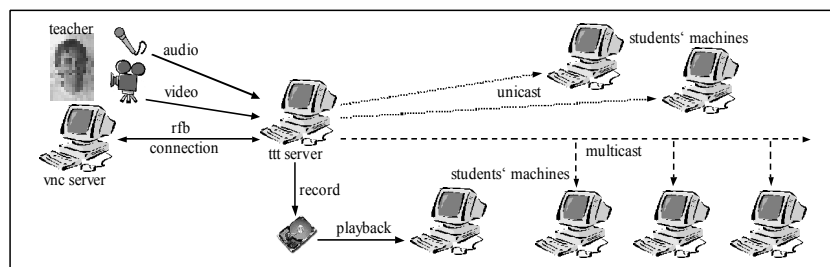 teacher
audio
video
students‘ machines
unicast
rfb
connection
vnc server
ttt server
multicast
students‘ machines
record
playback